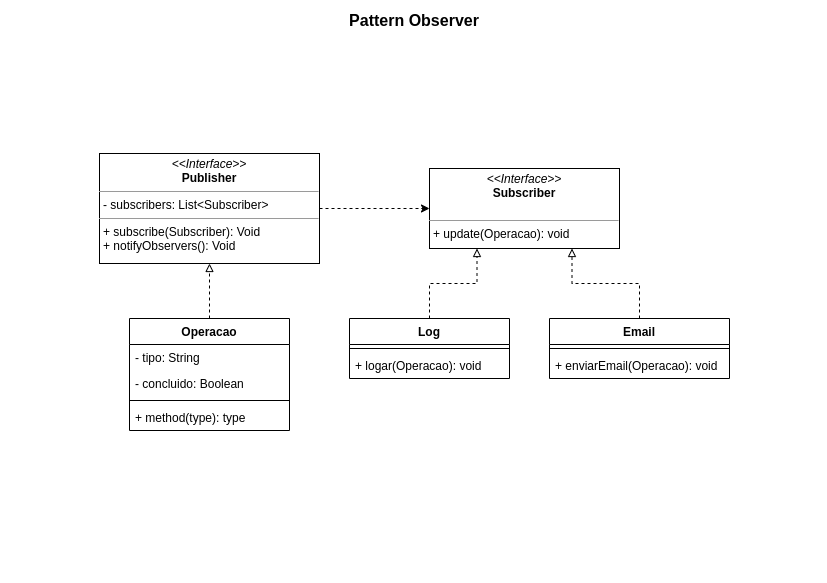 Pattern Observer
<<Interface>>
Publisher
- subscribers: List<Subscriber>
+ subscribe(Subscriber): Void
+ notifyObservers(): Void
<<Interface>>
Subscriber
+ update(Operacao): void
Operacao
- tipo: String
- concluido: Boolean
+ method(type): type
Log
+ logar(Operacao): void
Email
+ enviarEmail(Operacao): void